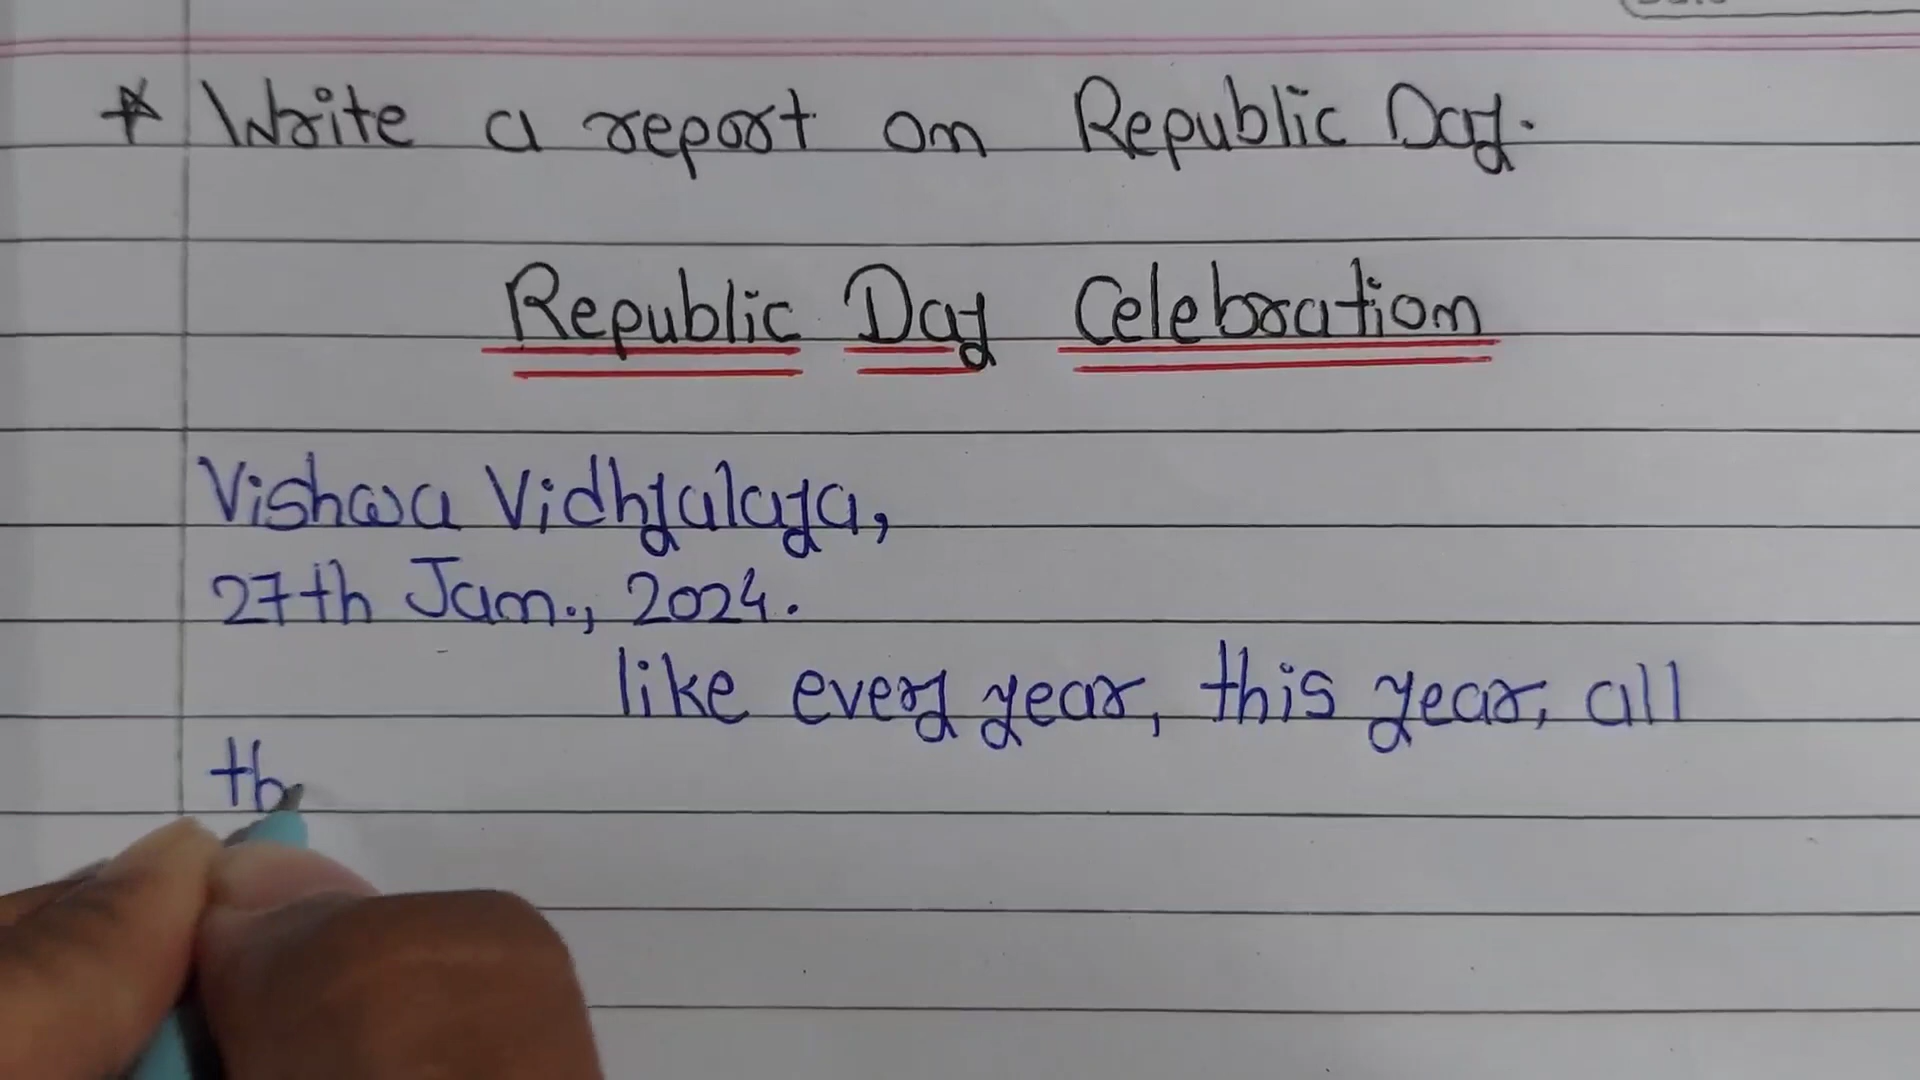 * Write a report on Republic Day.
Republic Day Celebration
Vishwa Vidhyalaya,
27th Jan., 2024.
like every year, this year, all
th